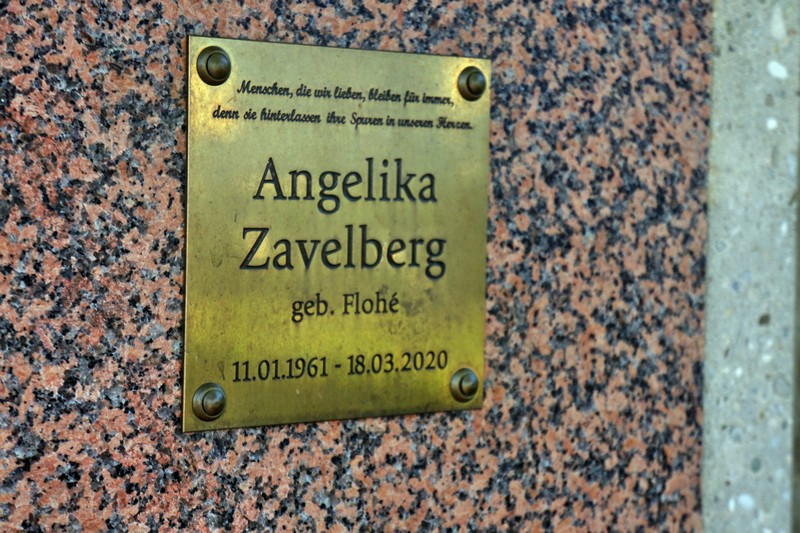 Menschen, die wir lieben, bleiben für immer,
denn sie hinterlassen ihre Spuren in unseren Herzen.
Angelika
Zavelberg
geb. Flohé
11.01.1961 - 18.03.2020